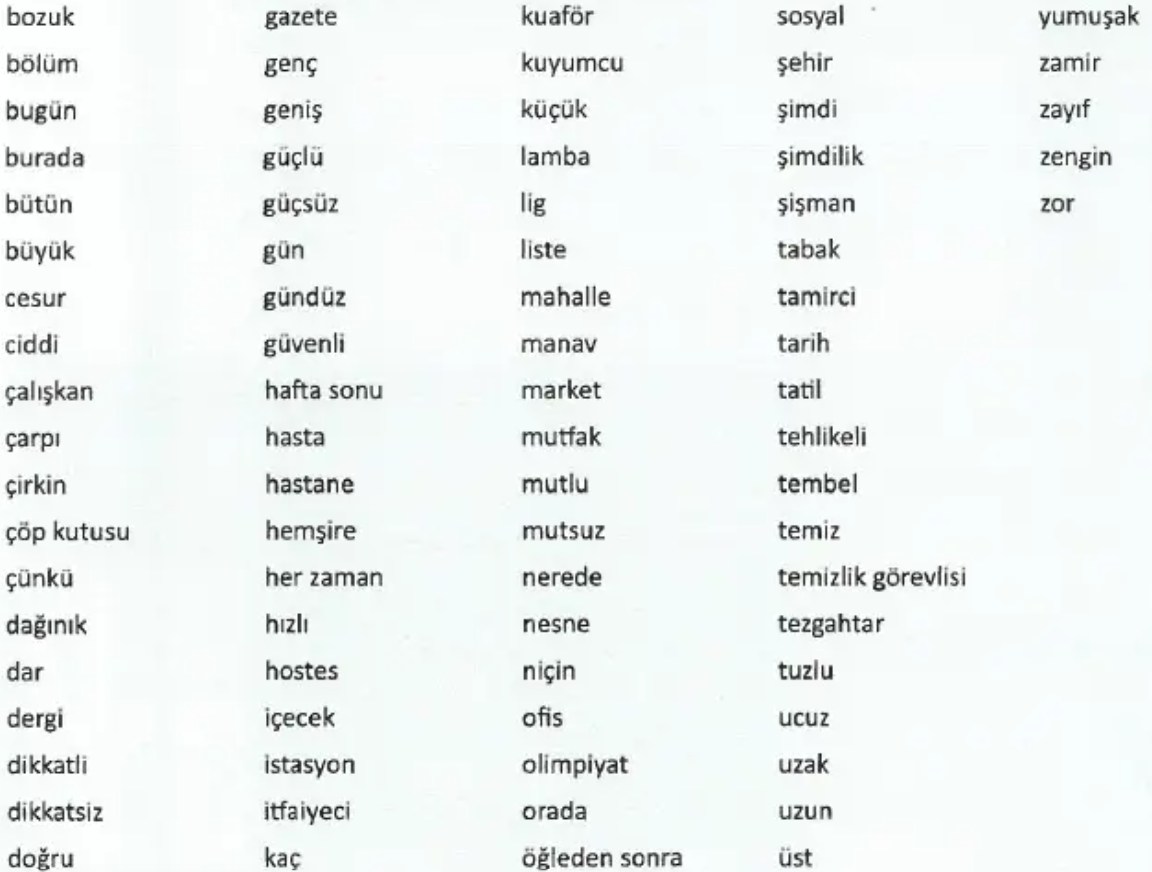 bozuk
bölüm
bugün
burada
bütün
büyük
cesur
ciddi
çalışkan
çarpı
çirkin
çöp kutusu
çünkü
dağınık
dar
dergi
dikkatli
dikkatsiz
doğru
gazete
genç
geniş
güçlü
güçsüz
gün
gündüz
güvenli
hafta sonu
hasta
hastane
hemşire
her zaman
hızlı
hostes
içecek
istasyon
itfaiyeci
kaç
kuaför
kuyumcu
küçük
lamba
lig
liste
mahalle
manav
market
mutfak
mutlu
mutsuz
nerede
nesne
niçin
ofis
olimpiyat
orada
öğleden sonra
sosyal
şehir
şimdi
şimdilik
şişman
tabak
tamirci
tarih
tatil
tehlikeli
tembel
temiz
temizlik görevlisi
tezgahtar
tuzlu
ucuz
uzak
uzun
üst
yumuşak
zamir
zayıf
zengin
zor